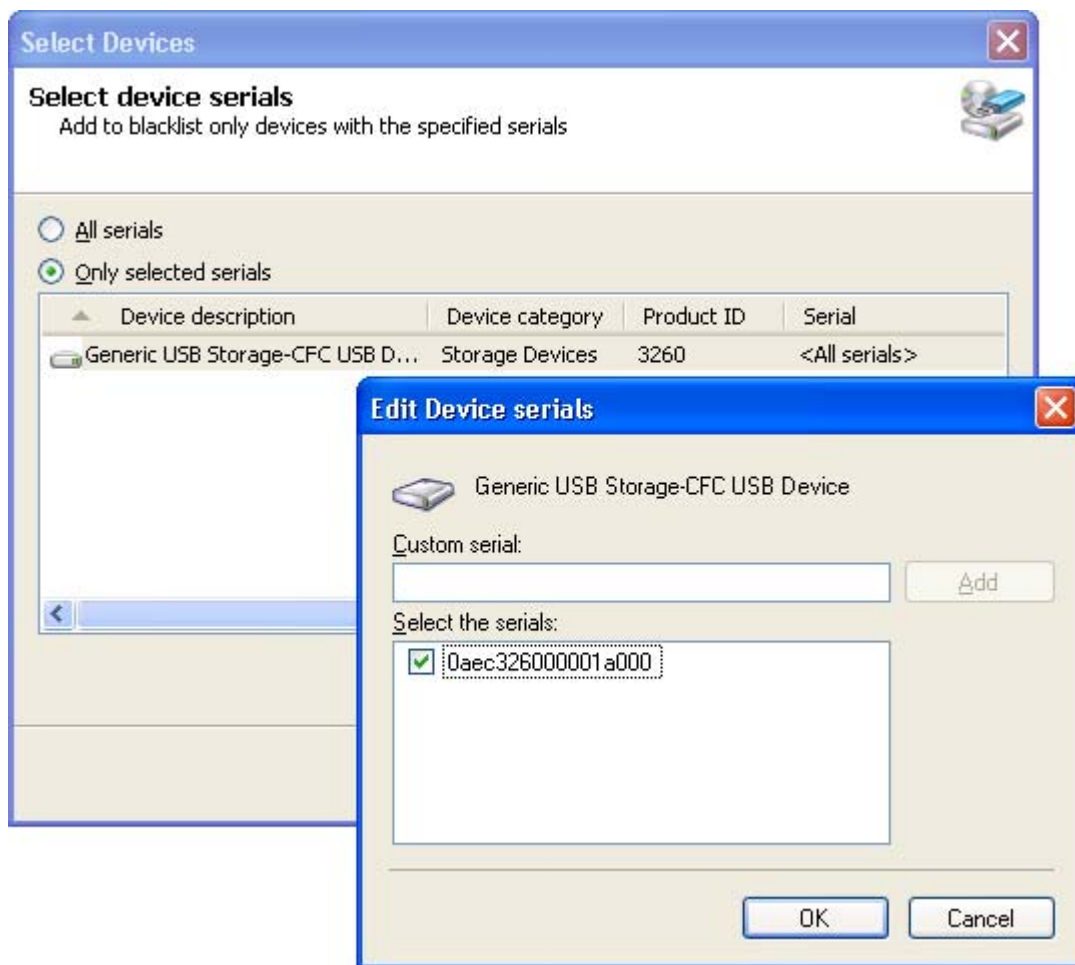 Select Devices
Select device serials
Add to blacklist only devices with the specified serials
All serials
Only selected serials
Device description Device category Product ID Serial
Generic USB Storage-CFC USB D... Storage Devices 3260 <All serials>
Edit Device serials
Generic USB Storage-CFC USB Device
Custom serial:
Add
Select the serials:
0aec326000001a000
OK Cancel